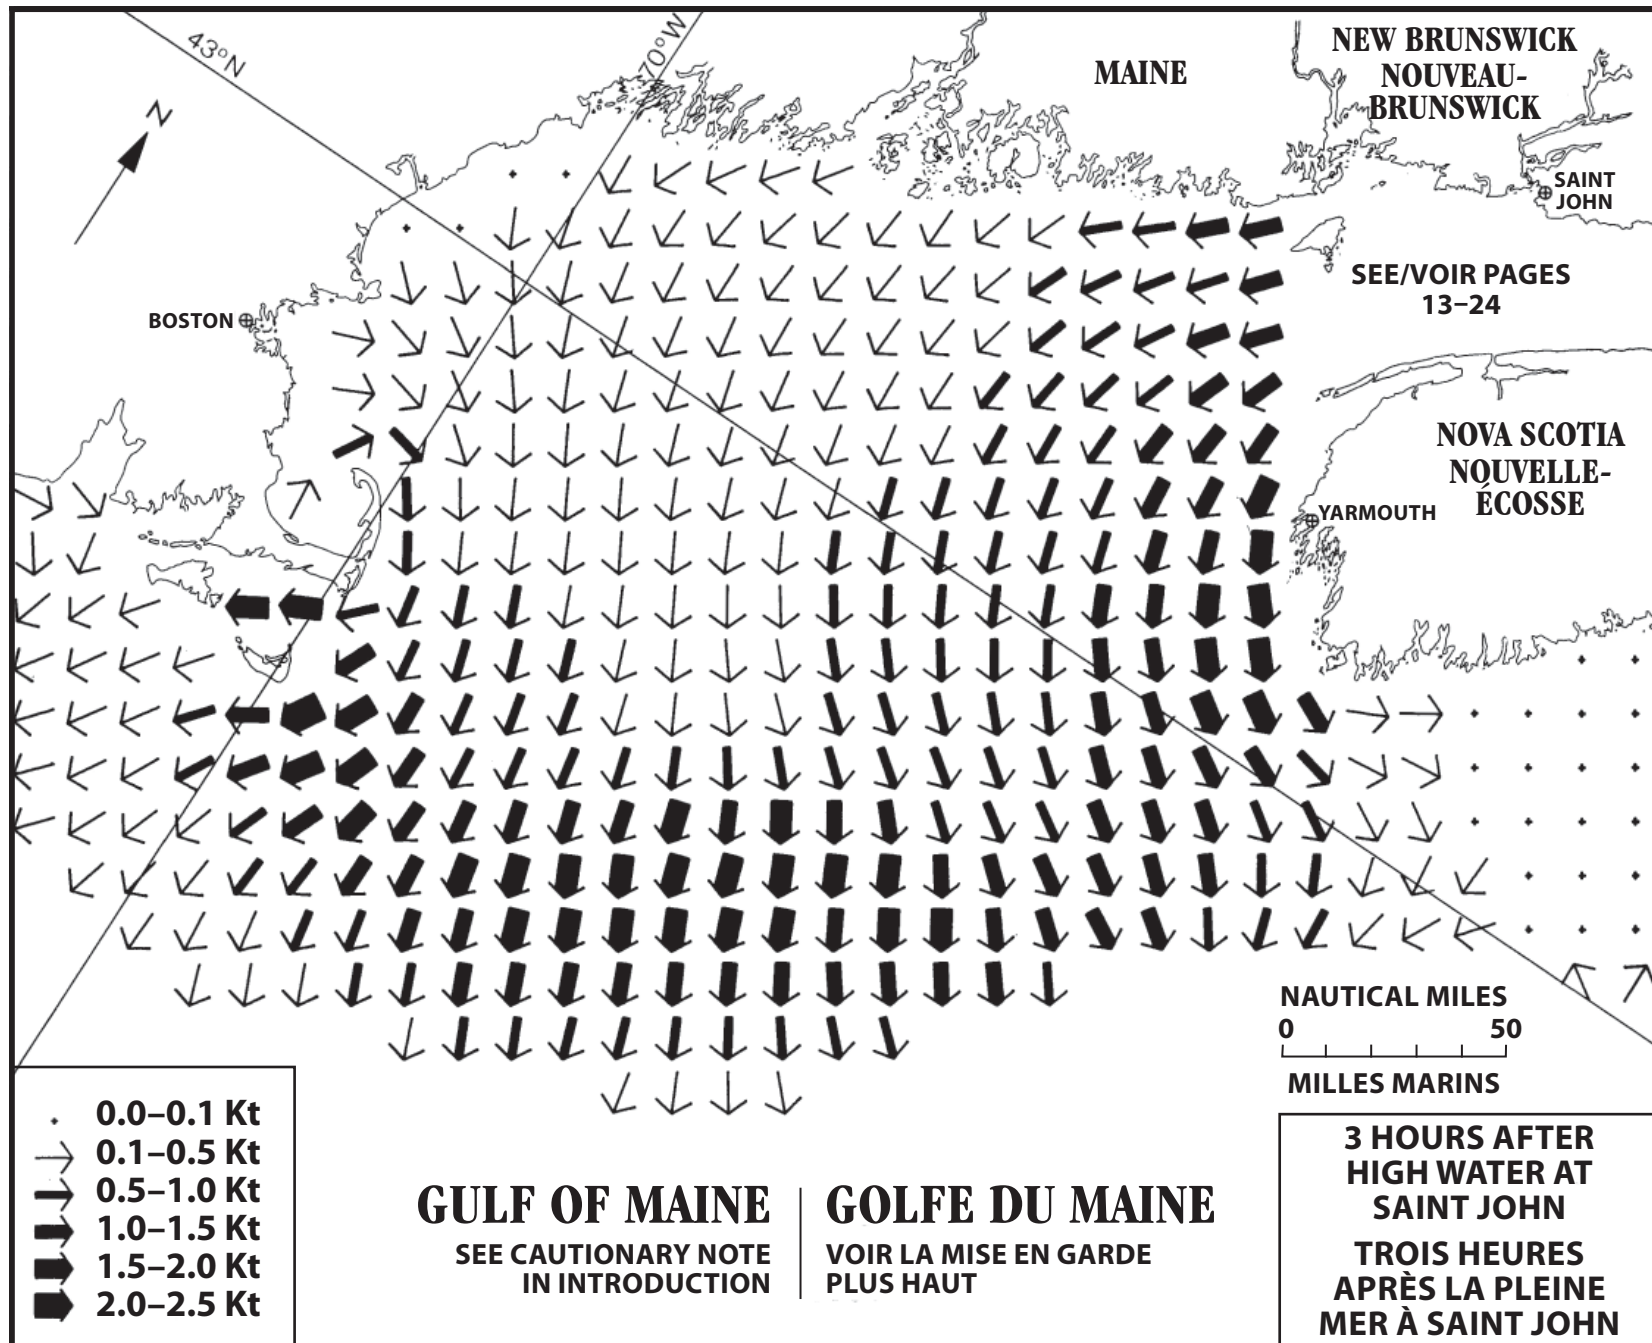 43°N
70°W
N
MAINE
NEW BRUNSWICK
NOUVEAU-
BRUNSWICK
SAINT
JOHN
SEE/VOIR PAGES
13–24
BOSTON
NOVA SCOTIA
NOUVELLE-
ÉCOSSE
YARMOUTH
NAUTICAL MILES
0 50
MILLES MARINS
0.0–0.1 Kt
0.1–0.5 Kt
0.5–1.0 Kt
1.0–1.5 Kt
1.5–2.0 Kt
2.0–2.5 Kt
GULF OF MAINE
SEE CAUTIONARY NOTE
IN INTRODUCTION
GOLFE DU MAINE
VOIR LA MISE EN GARDE
PLUS HAUT
3 HOURS AFTER
HIGH WATER AT
SAINT JOHN
TROIS HEURES
APRÈS LA PLEINE
MER À SAINT JOHN